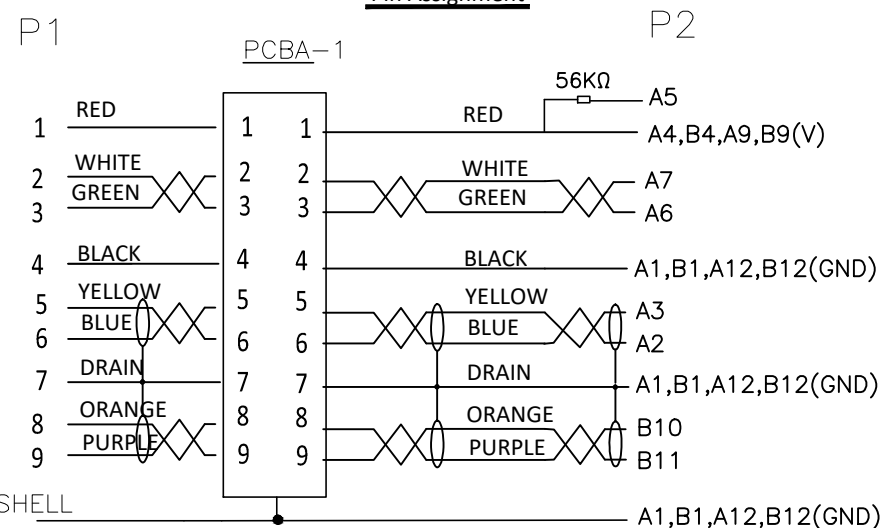 Pin Assignment
P1 P2
PCBA-1
56KΩ
A5
1 RED 1 1 RED A4,B4,A9,B9(V)
2 WHITE 2 2 WHITE A7
3 GREEN 3 3 GREEN A6
4 BLACK 4 4 BLACK A1,B1,A12,B12(GND)
5 YELLOW 5 5 YELLOW A3
6 BLUE 6 6 BLUE A2
7 DRAIN 7 7 DRAIN A1,B1,A12,B12(GND)
8 ORANGE 8 8 ORANGE B10
9 PURPLE 9 9 PURPLE B11
SHELL A1,B1,A12,B12(GND)